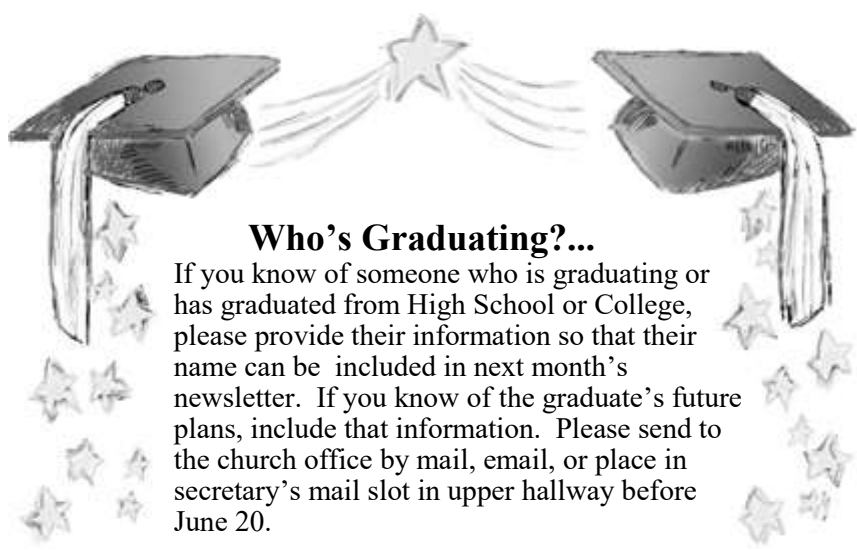 Who’s Graduating?...
If you know of someone who is graduating or
has graduated from High School or College,
please provide their information so that their
name can be  included in next month’s
newsletter.  If you know of the graduate’s future
plans, include that information.  Please send to
the church office by mail, email, or place in
secretary’s mail slot in upper hallway before
June 20.